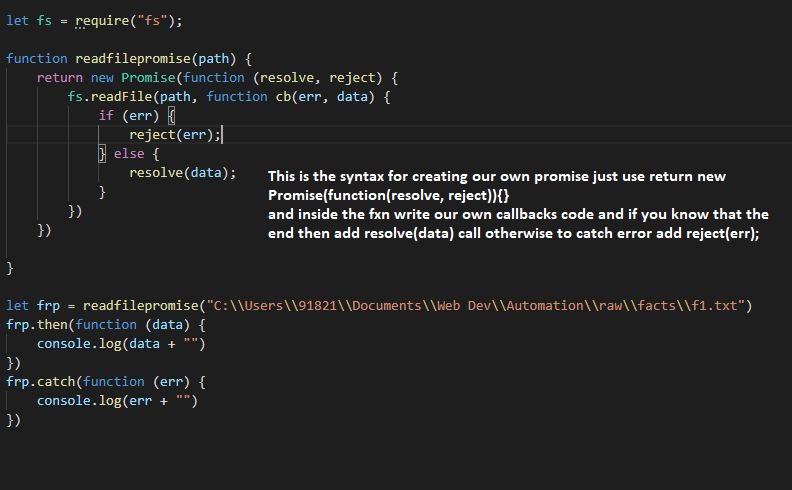 let fs = require("fs");
function readfilepromise(path) {
return new Promise(function (resolve, reject) {
fs.readFile(path, function cb(err, data) {
if (err) {
reject(err);
} else {
resolve(data);
}
})
})
}
This is the syntax for creating our own promise just use return new
Promise(function(resolve, reject)){}
and inside the fxn write our own callbacks code and if you know that the
end then add resolve(data) call otherwise to catch error add reject(err);
let frp = readfilepromise("C:\\Users\\91821\\Documents\\Web Dev\\Automation\\raw\\facts\\f1.txt")
frp.then(function (data) {
console.log(data + "")
})
frp.catch(function (err) {
console.log(err + "")
})